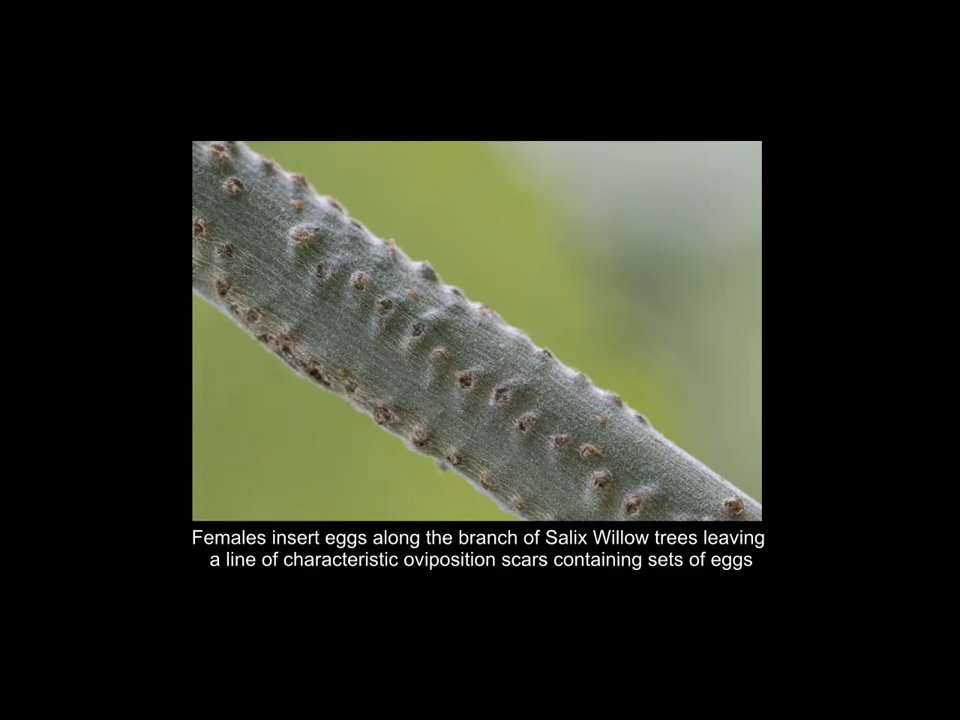 Females insert eggs along the branch of Salix Willow trees leaving
a line of characteristic oviposition scars containing sets of eggs